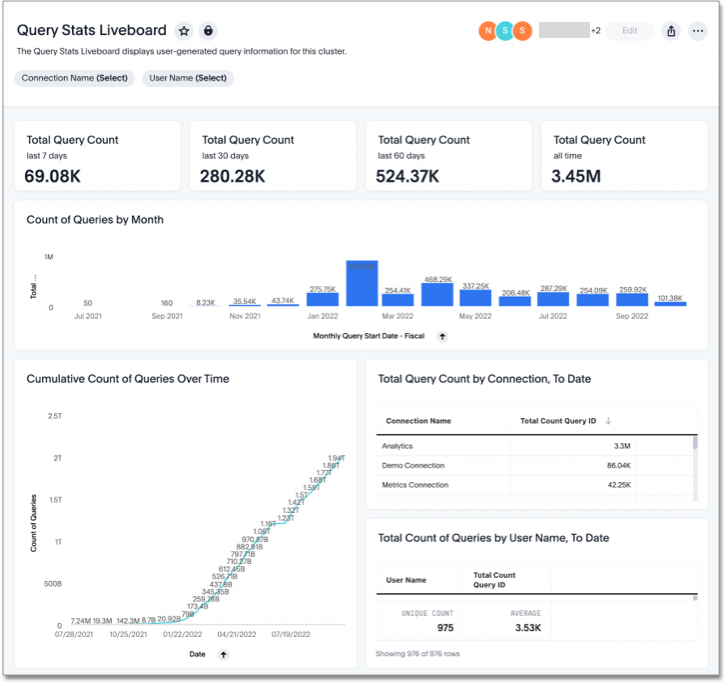 Query Stats Liveboard
N S S +2 Edit
The Query Stats Liveboard displays user-generated query information for this cluster.
Connection Name (Select) User Name (Select)
Total Query Count
last 7 days
69.08K
Total Query Count
last 30 days
280.28K
Total Query Count
last 60 days
524.37K
Total Query Count
all time
3.45M
Count of Queries by Month
Total ...
1M
0
50 160 8.23K 35.54K 43.74K 275.75K 254.41K 468.29K 337.25K 206.48K 287.29K 254.09K 259.92K 101.38K
Jul 2021 Sep 2021 Nov 2021 Jan 2022 Mar 2022 May 2022 Jul 2022 Sep 2022
Monthly Query Start Date - Fiscal
Cumulative Count of Queries Over Time
Count of Queries
2.5T
2T
1.5T
1T
500B
0
7.24M 19.3M 142.3M 8.7B 20.92B 79B
173.4B
259.78B
345.35B
437.8B
526.71B
612.45B
710.27B
797.71B
882.91B
970.87B
1.06T
1.16T
1.23T
1.32T
1.42T
1.5T
1.59T
1.68T
1.77T
1.86T
1.94T
07/28/2021 10/25/2021 01/22/2022 04/21/2022 07/19/2022
Date
Total Query Count by Connection, To Date
Connection Name Total Count Query ID
Analytics 3.3M
Demo Connection 86.04K
Metrics Connection 42.25K
Total Count of Queries by User Name, To Date
User Name Total Count
Query ID
UNIQUE COUNT AVERAGE
975 3.53K
Showing 976 of 976 rows